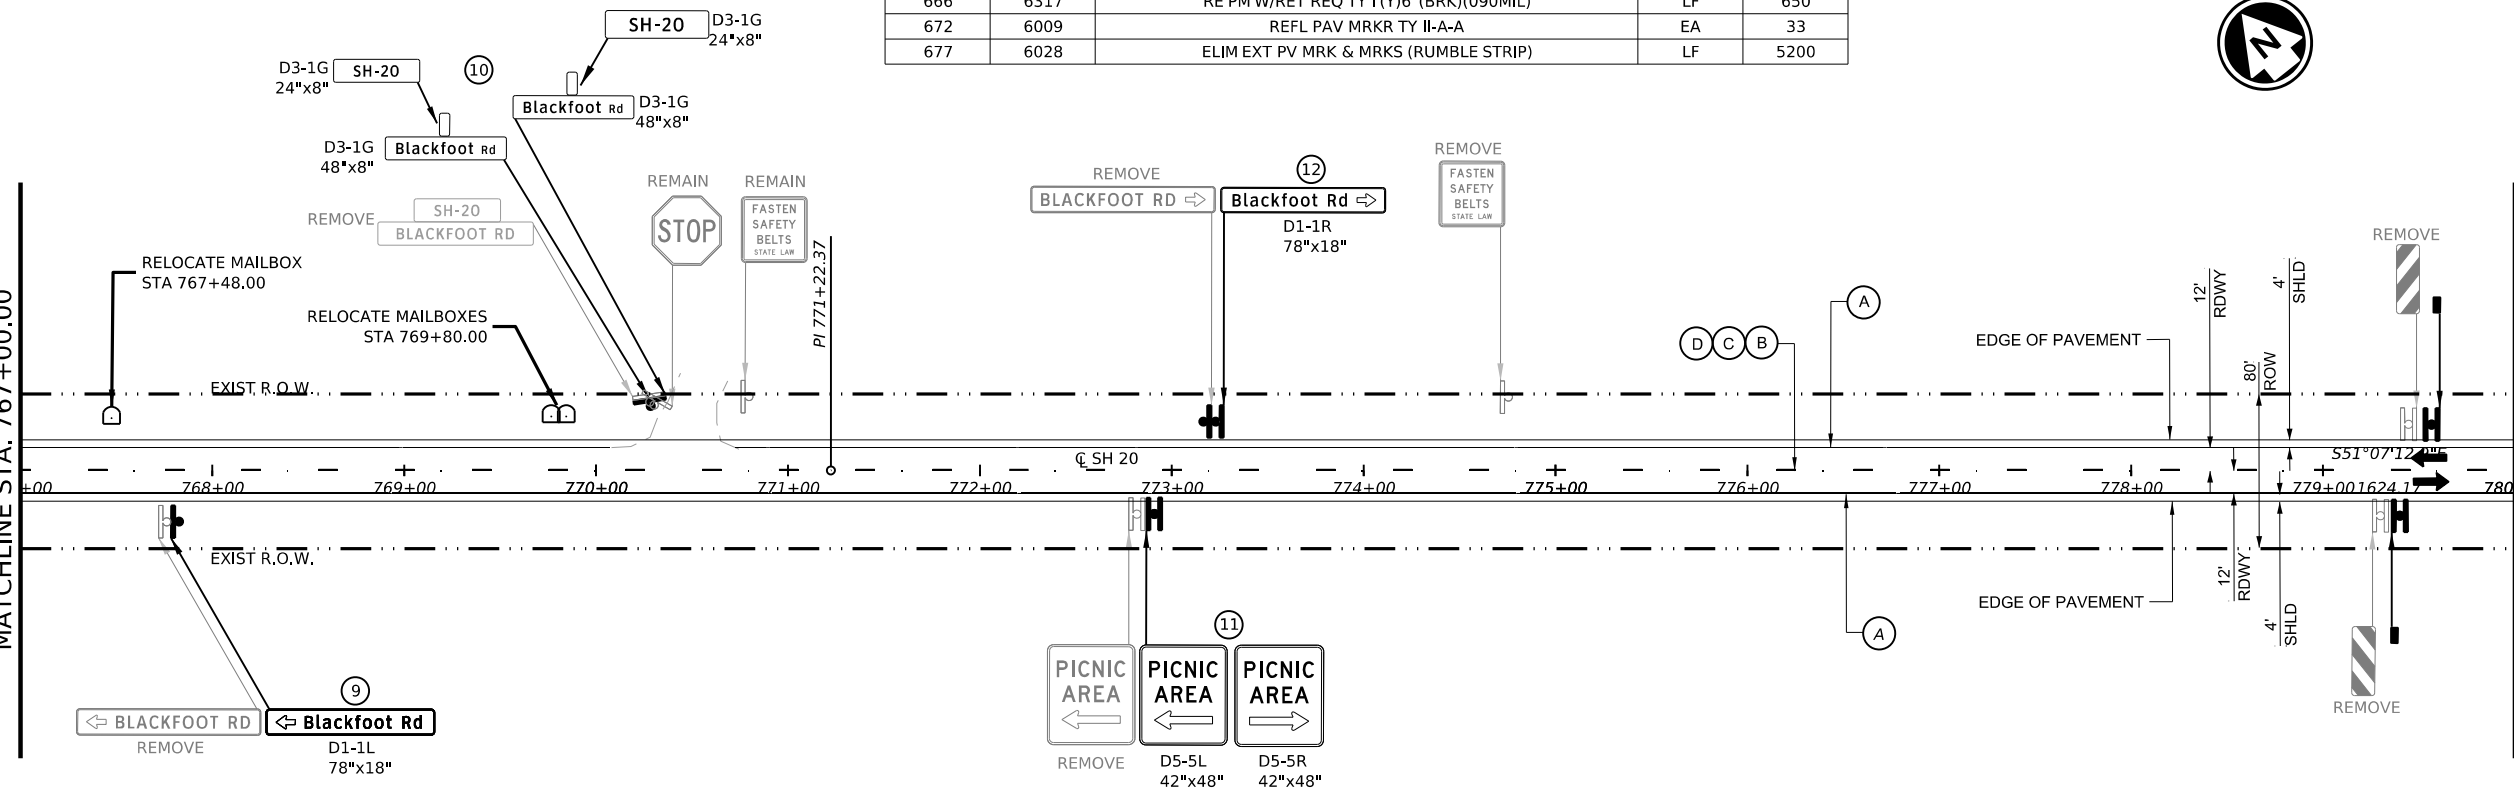 666 6317 RE PM W/RET REQ TY I (Y)6"(BRK)(090MIL) LF 650
672 6009 REFL PAV MRKR TY II-A-A EA 33
677 6028 ELIM EXT PV MRK & MRKS (RUMBLE STRIP) LF 5200
N
SH-20
D3-1G
24"x8"
D3-1G
24"x8"
SH-20
10
Blackfoot Rd
D3-1G
48"x8"
D3-1G
48"x8"
Blackfoot Rd
REMOVE
SH-20
BLACKFOOT RD
REMAIN
STOP
REMAIN
FASTEN
SAFETY
BELTS
STATE LAW
REMOVE
BLACKFOOT RD ⇨
12
Blackfoot Rd ⇨
D1-1R
78"x18"
REMOVE
FASTEN
SAFETY
BELTS
STATE LAW
REMOVE
RELOCATE MAILBOX
STA 767+48.00
RELOCATE MAILBOXES
STA 769+80.00
PI 771+22.37
MATCHLINE STA. 767+00.00
A
D C B
EDGE OF PAVEMENT
12'
RDWY
4'
SHLD
80'
ROW
EXIST R.O.W.
℄ SH 20
S51°07'12
+00 768+00 769+00 770+00 771+00 772+00 773+00 774+00 775+00 776+00 777+00 778+00 779+00 1624.17 780
EXIST R.O.W.
EDGE OF PAVEMENT
12'
RDWY
4'
SHLD
A
11
PICNIC
AREA
REMOVE
PICNIC
AREA
D5-5L
42"x48"
PICNIC
AREA
D5-5R
42"x48"
REMOVE
9
⇦ BLACKFOOT RD
REMOVE
⇦ Blackfoot Rd
D1-1L
78"x18"